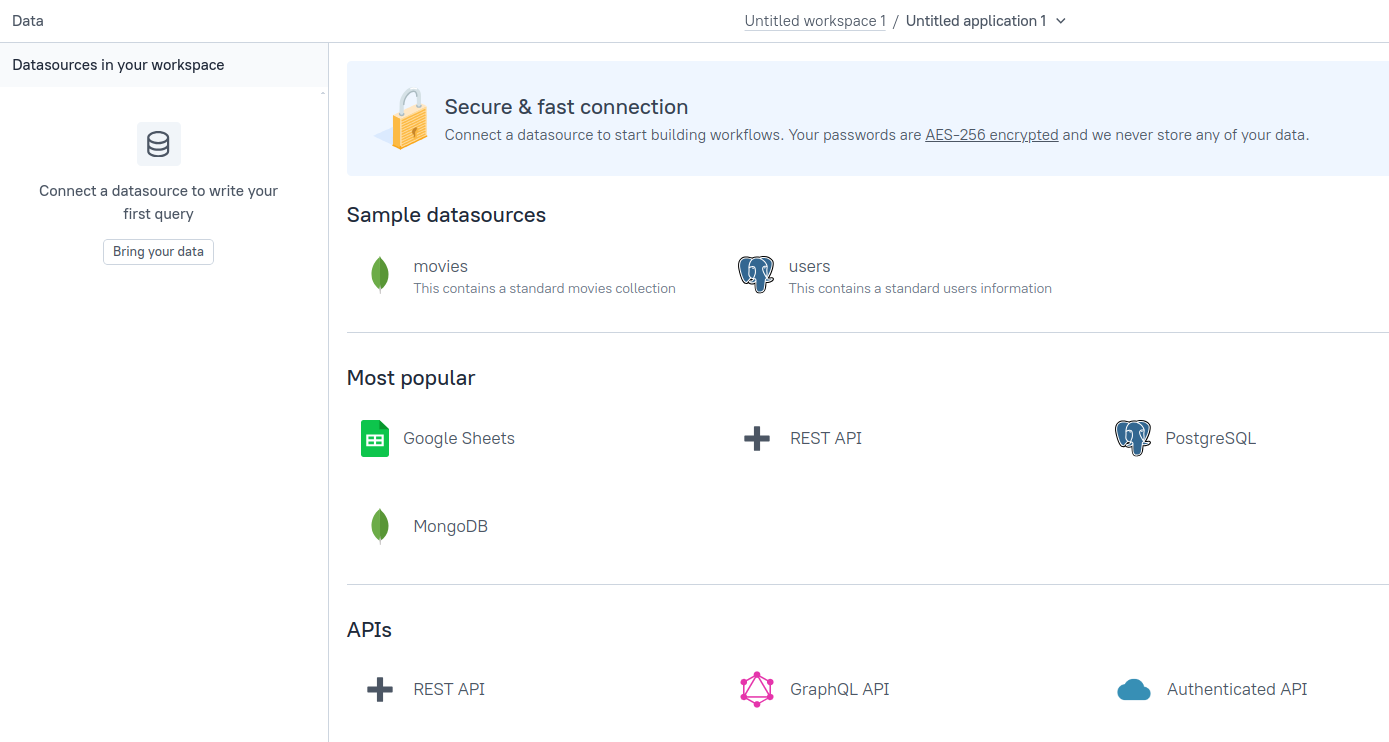 Data
Untitled workspace 1 / Untitled application 1
Datasources in your workspace
Connect a datasource to write your
first query
Bring your data
Secure & fast connection
Connect a datasource to start building workflows. Your passwords are AES-256 encrypted and we never store any of your data.
Sample datasources
movies
This contains a standard movies collection
users
This contains a standard users information
Most popular
Google Sheets
REST API
PostgreSQL
MongoDB
APIs
REST API
GraphQL API
Authenticated API